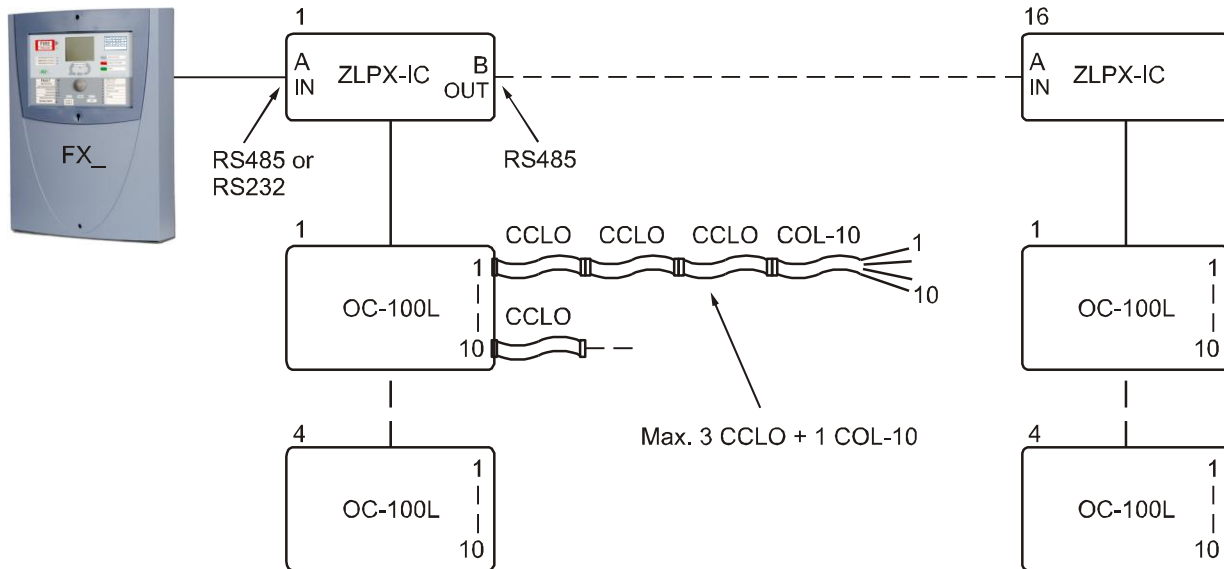 1
16
A
IN
ZLPX-IC
B
OUT
A
IN
ZLPX-IC
FX_
RS485 or
RS232
RS485
1
CCLO CCLO CCLO COL-10
1
10
1
OC-100L
10
CCLO
1
OC-100L
1
10
Max. 3 CCLO + 1 COL-10
4
OC-100L
1
10
4
OC-100L
1
10